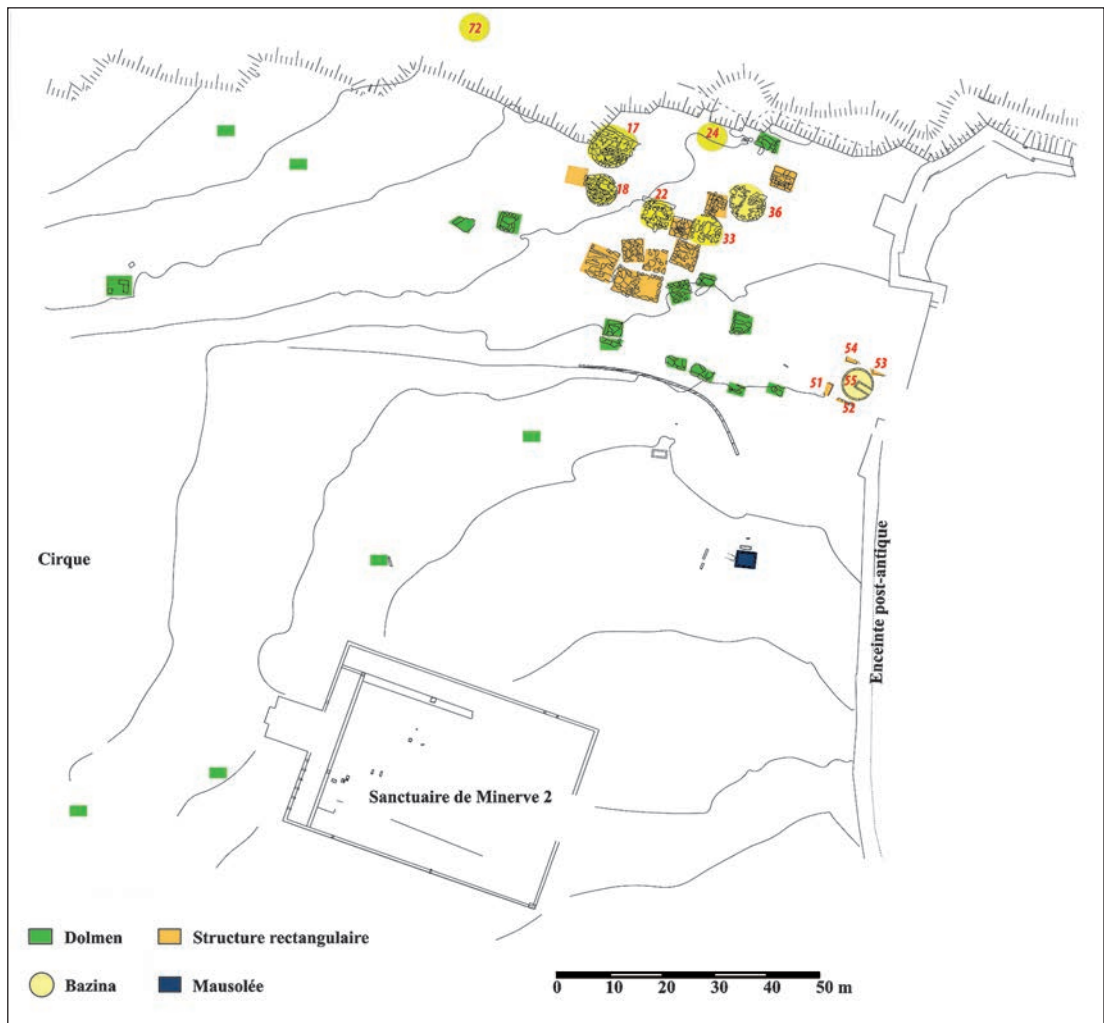 72
17
24
18
22
36
33
54
53
51
55
52
Cirque
Enceinte post-antique
Sanctuaire de Minerve 2
Dolmen
Structure rectangulaire
Bazina
Mausolée
0 10 20 30 40 50 m